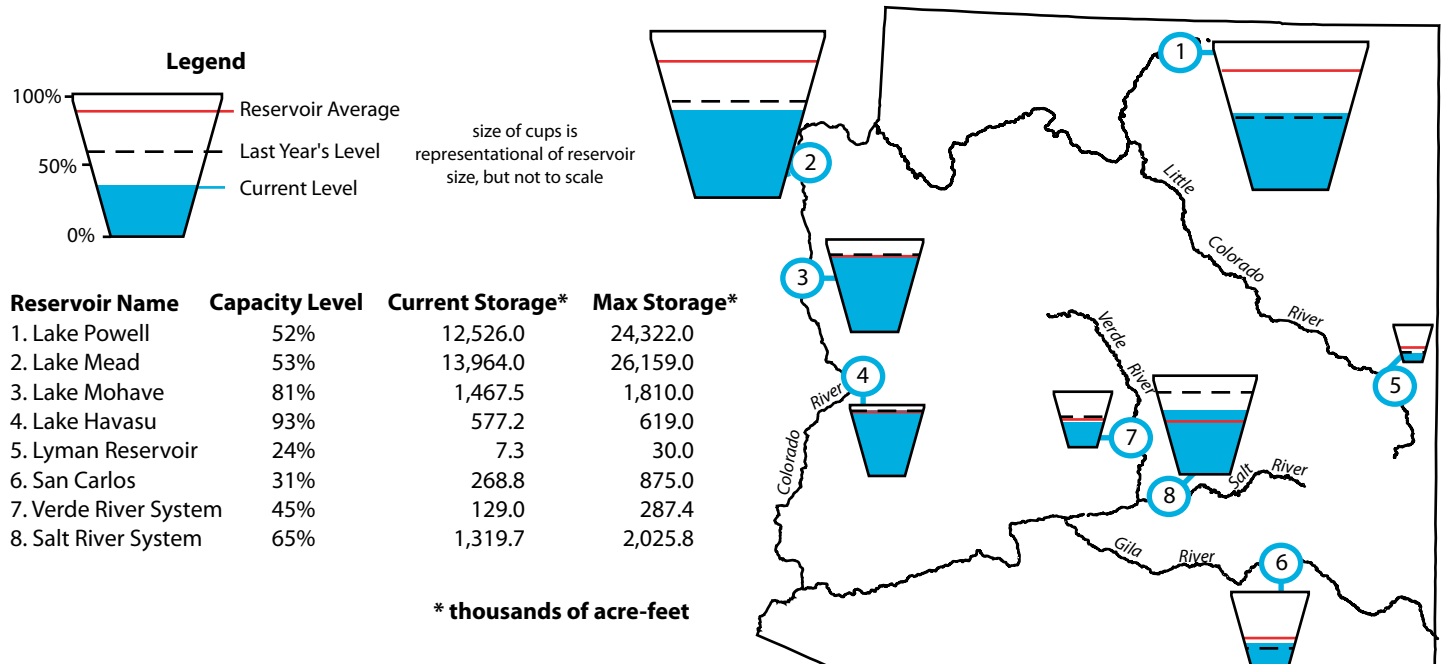 Legend
100%
50%
0%
Reservoir Average
Last Year's Level
Current Level
size of cups is
representational of reservoir
size, but not to scale
Reservoir Name Capacity Level Current Storage* Max Storage*
1. Lake Powell 52% 12,526.0 24,322.0
2. Lake Mead 53% 13,964.0 26,159.0
3. Lake Mohave 81% 1,467.5 1,810.0
4. Lake Havasu 93% 577.2 619.0
5. Lyman Reservoir 24% 7.3 30.0
6. San Carlos 31% 268.8 875.0
7. Verde River System 45% 129.0 287.4
8. Salt River System 65% 1,319.7 2,025.8
* thousands of acre-feet
1
2
3
4
5
6
7
8
Little
Colorado
River
Verde
River
Colorado
River
Salt
River
Gila
River